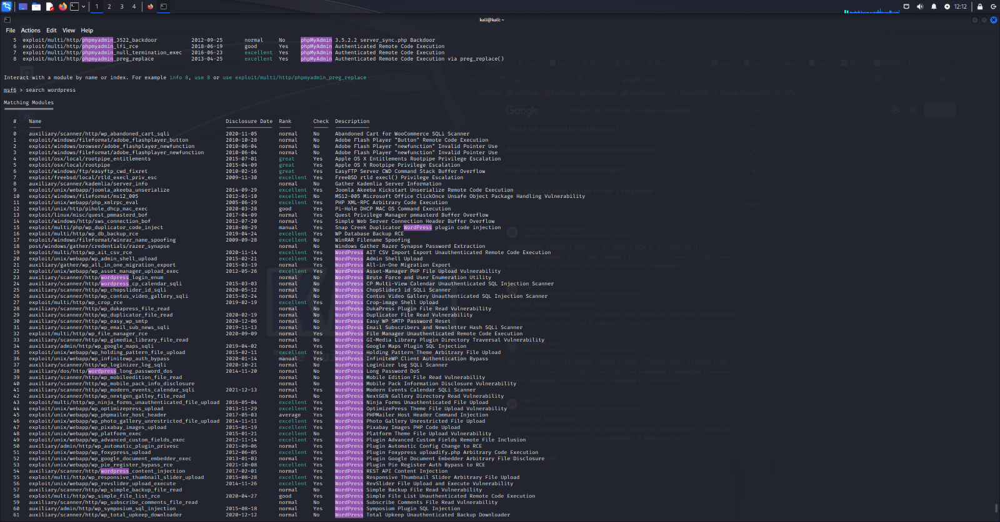 1 2 3 4 12:12
kali@kali: ~
File Actions Edit View Help
5 exploit/multi/http/phpmyadmin_3522_backdoor 2012-09-25 normal No phpMyAdmin 3.5.2.2 server_sync.php Backdoor
6 exploit/multi/http/phpmyadmin_lfi_rce 2018-06-19 good Yes phpMyAdmin Authenticated Remote Code Execution
7 exploit/multi/http/phpmyadmin_null_termination_exec 2016-06-23 excellent Yes phpMyAdmin Authenticated Remote Code Execution
8 exploit/multi/http/phpmyadmin_preg_replace 2013-04-25 excellent Yes phpMyAdmin Authenticated Remote Code Execution via preg_replace()
Interact with a module by name or index. For example info 8, use 8 or use exploit/multi/http/phpmyadmin_preg_replace
msf6 > search wordpress
Matching Modules
# Name Disclosure Date Rank Check Description
0 auxiliary/scanner/http/wp_abandoned_cart_sqli 2020-11-05 normal No Abandoned Cart for WooCommerce SQLi Scanner
1 exploit/windows/fileformat/adobe_flashplayer_button 2010-10-28 normal No Adobe Flash Player "Button" Remote Code Execution
2 exploit/windows/browser/adobe_flashplayer_newfunction 2010-06-04 normal No Adobe Flash Player "newfunction" Invalid Pointer Use
3 exploit/windows/fileformat/adobe_flashplayer_newfunction 2010-06-04 normal No Adobe Flash Player "newfunction" Invalid Pointer Use
4 exploit/osx/local/rootpipe_entitlements 2015-07-01 great Yes Apple OS X Entitlements Rootpipe Privilege Escalation
5 exploit/osx/local/rootpipe 2015-04-09 great Yes Apple OS X Rootpipe Privilege Escalation
6 exploit/windows/ftp/easyftp_cwd_fixret 2010-02-16 great Yes EasyFTP Server CWD Command Stack Buffer Overflow
7 exploit/freebsd/local/rtld_execl_priv_esc 2009-11-30 excellent Yes FreeBSD rtld execl() Privilege Escalation
8 auxiliary/scanner/kademlia/server_info normal No Gather Kademlia Server Information
9 exploit/unix/webapp/joomla_akeeba_unserialize 2014-09-29 excellent Yes Joomla Akeeba Kickstart Unserialize Remote Code Execution
10 exploit/windows/fileformat/ms12_005 2012-01-10 excellent No MS12-005 Microsoft Office ClickOnce Unsafe Object Package Handling Vulnerability
11 exploit/unix/webapp/php_xmlrpc_eval 2005-06-29 excellent Yes PHP XML-RPC Arbitrary Code Execution
12 exploit/unix/http/pihole_dhcp_mac_exec 2020-03-28 good Yes Pi-Hole DHCP MAC OS Command Execution
13 exploit/linux/misc/quest_pmmasterd_bof 2017-04-09 normal Yes Quest Privilege Manager pmmasterd Buffer Overflow
14 exploit/windows/http/sws_connection_bof 2012-07-20 normal Yes Simple Web Server Connection Header Buffer Overflow
15 exploit/multi/php/wp_duplicator_code_inject 2018-08-29 manual Yes Snap Creek Duplicator WordPress plugin code injection
16 exploit/multi/http/wp_db_backup_rce 2019-04-24 excellent Yes WP Database Backup RCE
17 exploit/windows/fileformat/winrar_name_spoofing 2009-09-28 excellent No WinRAR Filename Spoofing
18 post/windows/gather/credentials/razer_synapse normal No Windows Gather Razer Synapse Password Extraction
19 exploit/multi/http/wp_ait_csv_rce 2020-11-14 excellent Yes WordPress AIT CSV Import Export Unauthenticated Remote Code Execution
20 exploit/unix/webapp/wp_admin_shell_upload 2015-02-21 excellent Yes WordPress Admin Shell Upload
21 auxiliary/gather/wp_all_in_one_migration_export 2015-03-19 normal Yes WordPress All-in-One Migration Export
22 exploit/unix/webapp/wp_asset_manager_upload_exec 2012-05-26 excellent Yes WordPress Asset-Manager PHP File Upload Vulnerability
23 auxiliary/scanner/http/wordpress_login_enum normal No WordPress Brute Force and User Enumeration Utility
24 auxiliary/scanner/http/wordpress_cp_calendar_sqli 2015-03-03 normal No WordPress CP Multi-View Calendar Unauthenticated SQL Injection Scanner
25 auxiliary/scanner/http/wp_chopslider_id_sqli 2020-05-12 normal No WordPress ChopSlider3 id SQLi Scanner
26 auxiliary/scanner/http/wp_contus_video_gallery_sqli 2015-02-24 normal No WordPress Contus Video Gallery Unauthenticated SQL Injection Scanner
27 exploit/multi/http/wp_crop_rce 2019-02-19 excellent Yes WordPress Crop-image Shell Upload
28 auxiliary/scanner/http/wp_dukapress_file_read normal No WordPress DukaPress Plugin File Read Vulnerability
29 auxiliary/scanner/http/wp_duplicator_file_read 2020-02-19 normal No WordPress Duplicator File Read Vulnerability
30 auxiliary/scanner/http/wp_easy_wp_smtp 2020-12-06 normal No WordPress Easy WP SMTP Password Reset
31 auxiliary/scanner/http/wp_email_sub_news_sqli 2019-11-13 normal No WordPress Email Subscribers and Newsletter Hash SQLi Scanner
32 exploit/multi/http/wp_file_manager_rce 2020-09-09 normal Yes WordPress File Manager Unauthenticated Remote Code Execution
33 auxiliary/scanner/http/wp_gimedia_library_file_read normal No WordPress GI-Media Library Plugin Directory Traversal Vulnerability
34 auxiliary/admin/http/wp_google_maps_sqli 2019-04-02 normal Yes WordPress Google Maps Plugin SQL Injection
35 exploit/unix/webapp/wp_holding_pattern_file_upload 2015-02-11 excellent Yes WordPress Holding Pattern Theme Arbitrary File Upload
36 exploit/unix/webapp/wp_infinitewp_auth_bypass 2020-01-14 manual Yes WordPress InfiniteWP Client Authentication Bypass
37 auxiliary/scanner/http/wp_loginizer_log_sqli 2020-10-21 normal No WordPress Loginizer log SQLi Scanner
38 auxiliary/dos/http/wordpress_long_password_dos 2014-11-20 normal No WordPress Long Password DoS
39 auxiliary/scanner/http/wp_mobileedition_file_read normal No WordPress Mobile Edition File Read Vulnerability
40 auxiliary/scanner/http/wp_mobile_pack_info_disclosure normal No WordPress Mobile Pack Information Disclosure Vulnerability
41 auxiliary/scanner/http/wp_modern_events_calendar_sqli 2021-12-13 normal Yes WordPress Modern Events Calendar SQLi Scanner
42 auxiliary/scanner/http/wp_nextgen_galley_file_read normal No WordPress NextGEN Gallery Directory Read Vulnerability
43 exploit/multi/http/wp_ninja_forms_unauthenticated_file_upload 2016-05-04 excellent Yes WordPress Ninja Forms Unauthenticated File Upload
44 exploit/unix/webapp/wp_optimizepress_upload 2013-11-29 excellent Yes WordPress OptimizePress Theme File Upload Vulnerability
45 exploit/unix/webapp/wp_phpmailer_host_header 2017-05-03 average Yes WordPress PHPMailer Host Header Command Injection
46 exploit/unix/webapp/wp_photo_gallery_unrestricted_file_upload 2014-11-11 excellent Yes WordPress Photo Gallery Unrestricted File Upload
47 exploit/unix/webapp/wp_pixabay_images_upload 2015-01-19 excellent Yes WordPress Pixabay Images PHP Code Upload
48 exploit/unix/webapp/wp_platform_exec 2015-01-21 excellent No WordPress Platform Theme File Upload Vulnerability
49 exploit/unix/webapp/wp_advanced_custom_fields_exec 2012-11-14 excellent Yes WordPress Plugin Advanced Custom Fields Remote File Inclusion
50 auxiliary/admin/http/wp_automatic_plugin_privesc 2021-09-06 normal Yes WordPress Plugin Automatic Config Change to RCE
51 exploit/unix/webapp/wp_foxypress_upload 2012-06-05 excellent Yes WordPress Plugin Foxypress uploadify.php Arbitrary Code Execution
52 exploit/unix/webapp/wp_google_document_embedder_exec 2013-01-03 normal Yes WordPress Plugin Google Document Embedder Arbitrary File Disclosure
53 exploit/unix/webapp/wp_pie_register_bypass_rce 2021-10-08 excellent Yes WordPress Plugin Pie Register Auth Bypass to RCE
54 auxiliary/scanner/http/wordpress_content_injection 2017-02-01 normal Yes WordPress REST API Content Injection
55 exploit/multi/http/wp_responsive_thumbnail_slider_upload 2015-08-28 excellent Yes WordPress Responsive Thumbnail Slider Arbitrary File Upload
56 exploit/unix/webapp/wp_revslider_upload_execute 2014-11-26 excellent Yes WordPress RevSlider File Upload and Execute Vulnerability
57 auxiliary/scanner/http/wp_simple_backup_file_read normal No WordPress Simple Backup File Read Vulnerability
58 exploit/multi/http/wp_simple_file_list_rce 2020-04-27 good Yes WordPress Simple File List Unauthenticated Remote Code Execution
59 auxiliary/scanner/http/wp_subscribe_comments_file_read normal No WordPress Subscribe Comments File Read Vulnerability
60 auxiliary/admin/http/wp_symposium_sql_injection 2015-08-18 normal Yes WordPress Symposium Plugin SQL Injection
61 auxiliary/scanner/http/wp_total_upkeep_downloader 2020-12-12 normal No WordPress Total Upkeep Unauthenticated Backup Downloader